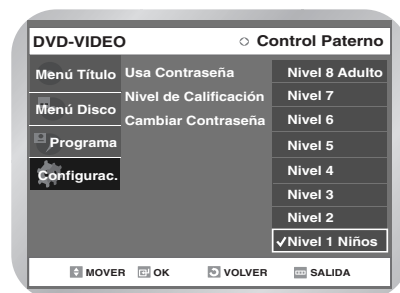 DVD-VIDEO
Control Paterno
Menú Título
Menú Disco
Programa
Configurac.
Usa Contraseña
Nivel de Calificación
Cambiar Contraseña
Nivel 8 Adulto
Nivel 7
Nivel 6
Nivel 5
Nivel 4
Nivel 3
Nivel 2
✓Nivel 1 Niños
MOVER OK VOLVER SALIDA